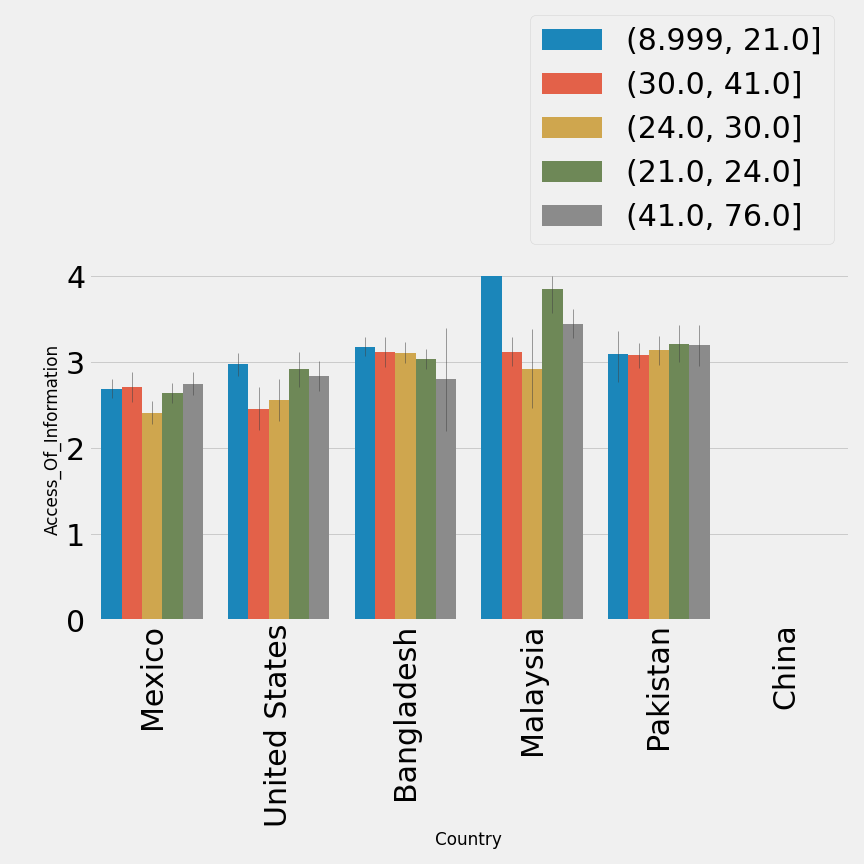 (8.999, 21.0]
(30.0, 41.0]
(24.0, 30.0]
(21.0, 24.0]
(41.0, 76.0]
4
3
2
1
0
Access_Of_Information
Mexico
United States
Bangladesh
Malaysia
Pakistan
China
Country